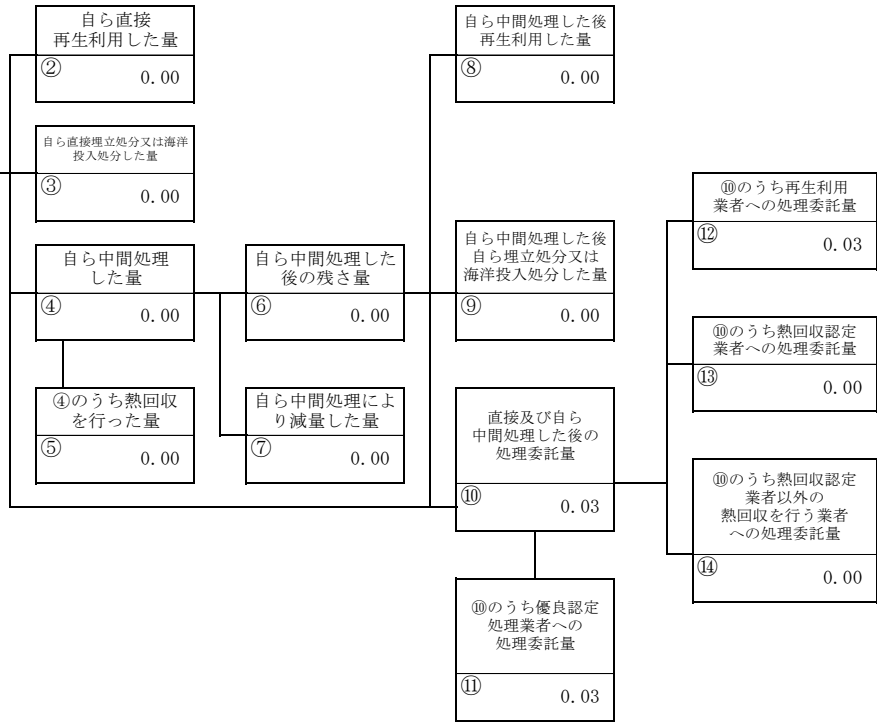 自ら直接
再生利用した量
②
0.00
自ら直接埋立処分又は海洋
投入処分した量
③
0.00
自ら中間処理
した量
④
0.00
④のうち熱回収
を行った量
⑤
0.00
自ら中間処理した
後の残さ量
⑥
0.00
自ら中間処理によ
り減量した量
⑦
0.00
自ら中間処理した後
再生利用した量
⑧
0.00
自ら中間処理した後
自ら埋立処分又は
海洋投入処分した量
⑨
0.00
直接及び自ら
中間処理した後の
処理委託量
⑩
0.03
⑩のうち優良認定
処理業者への
処理委託量
⑪
0.03
⑩のうち再生利用
業者への処理委託量
⑫
0.03
⑩のうち熱回収認定
業者への処理委託量
⑬
0.00
⑩のうち熱回収認定
業者以外の
熱回収を行う業者
への処理委託量
⑭
0.00